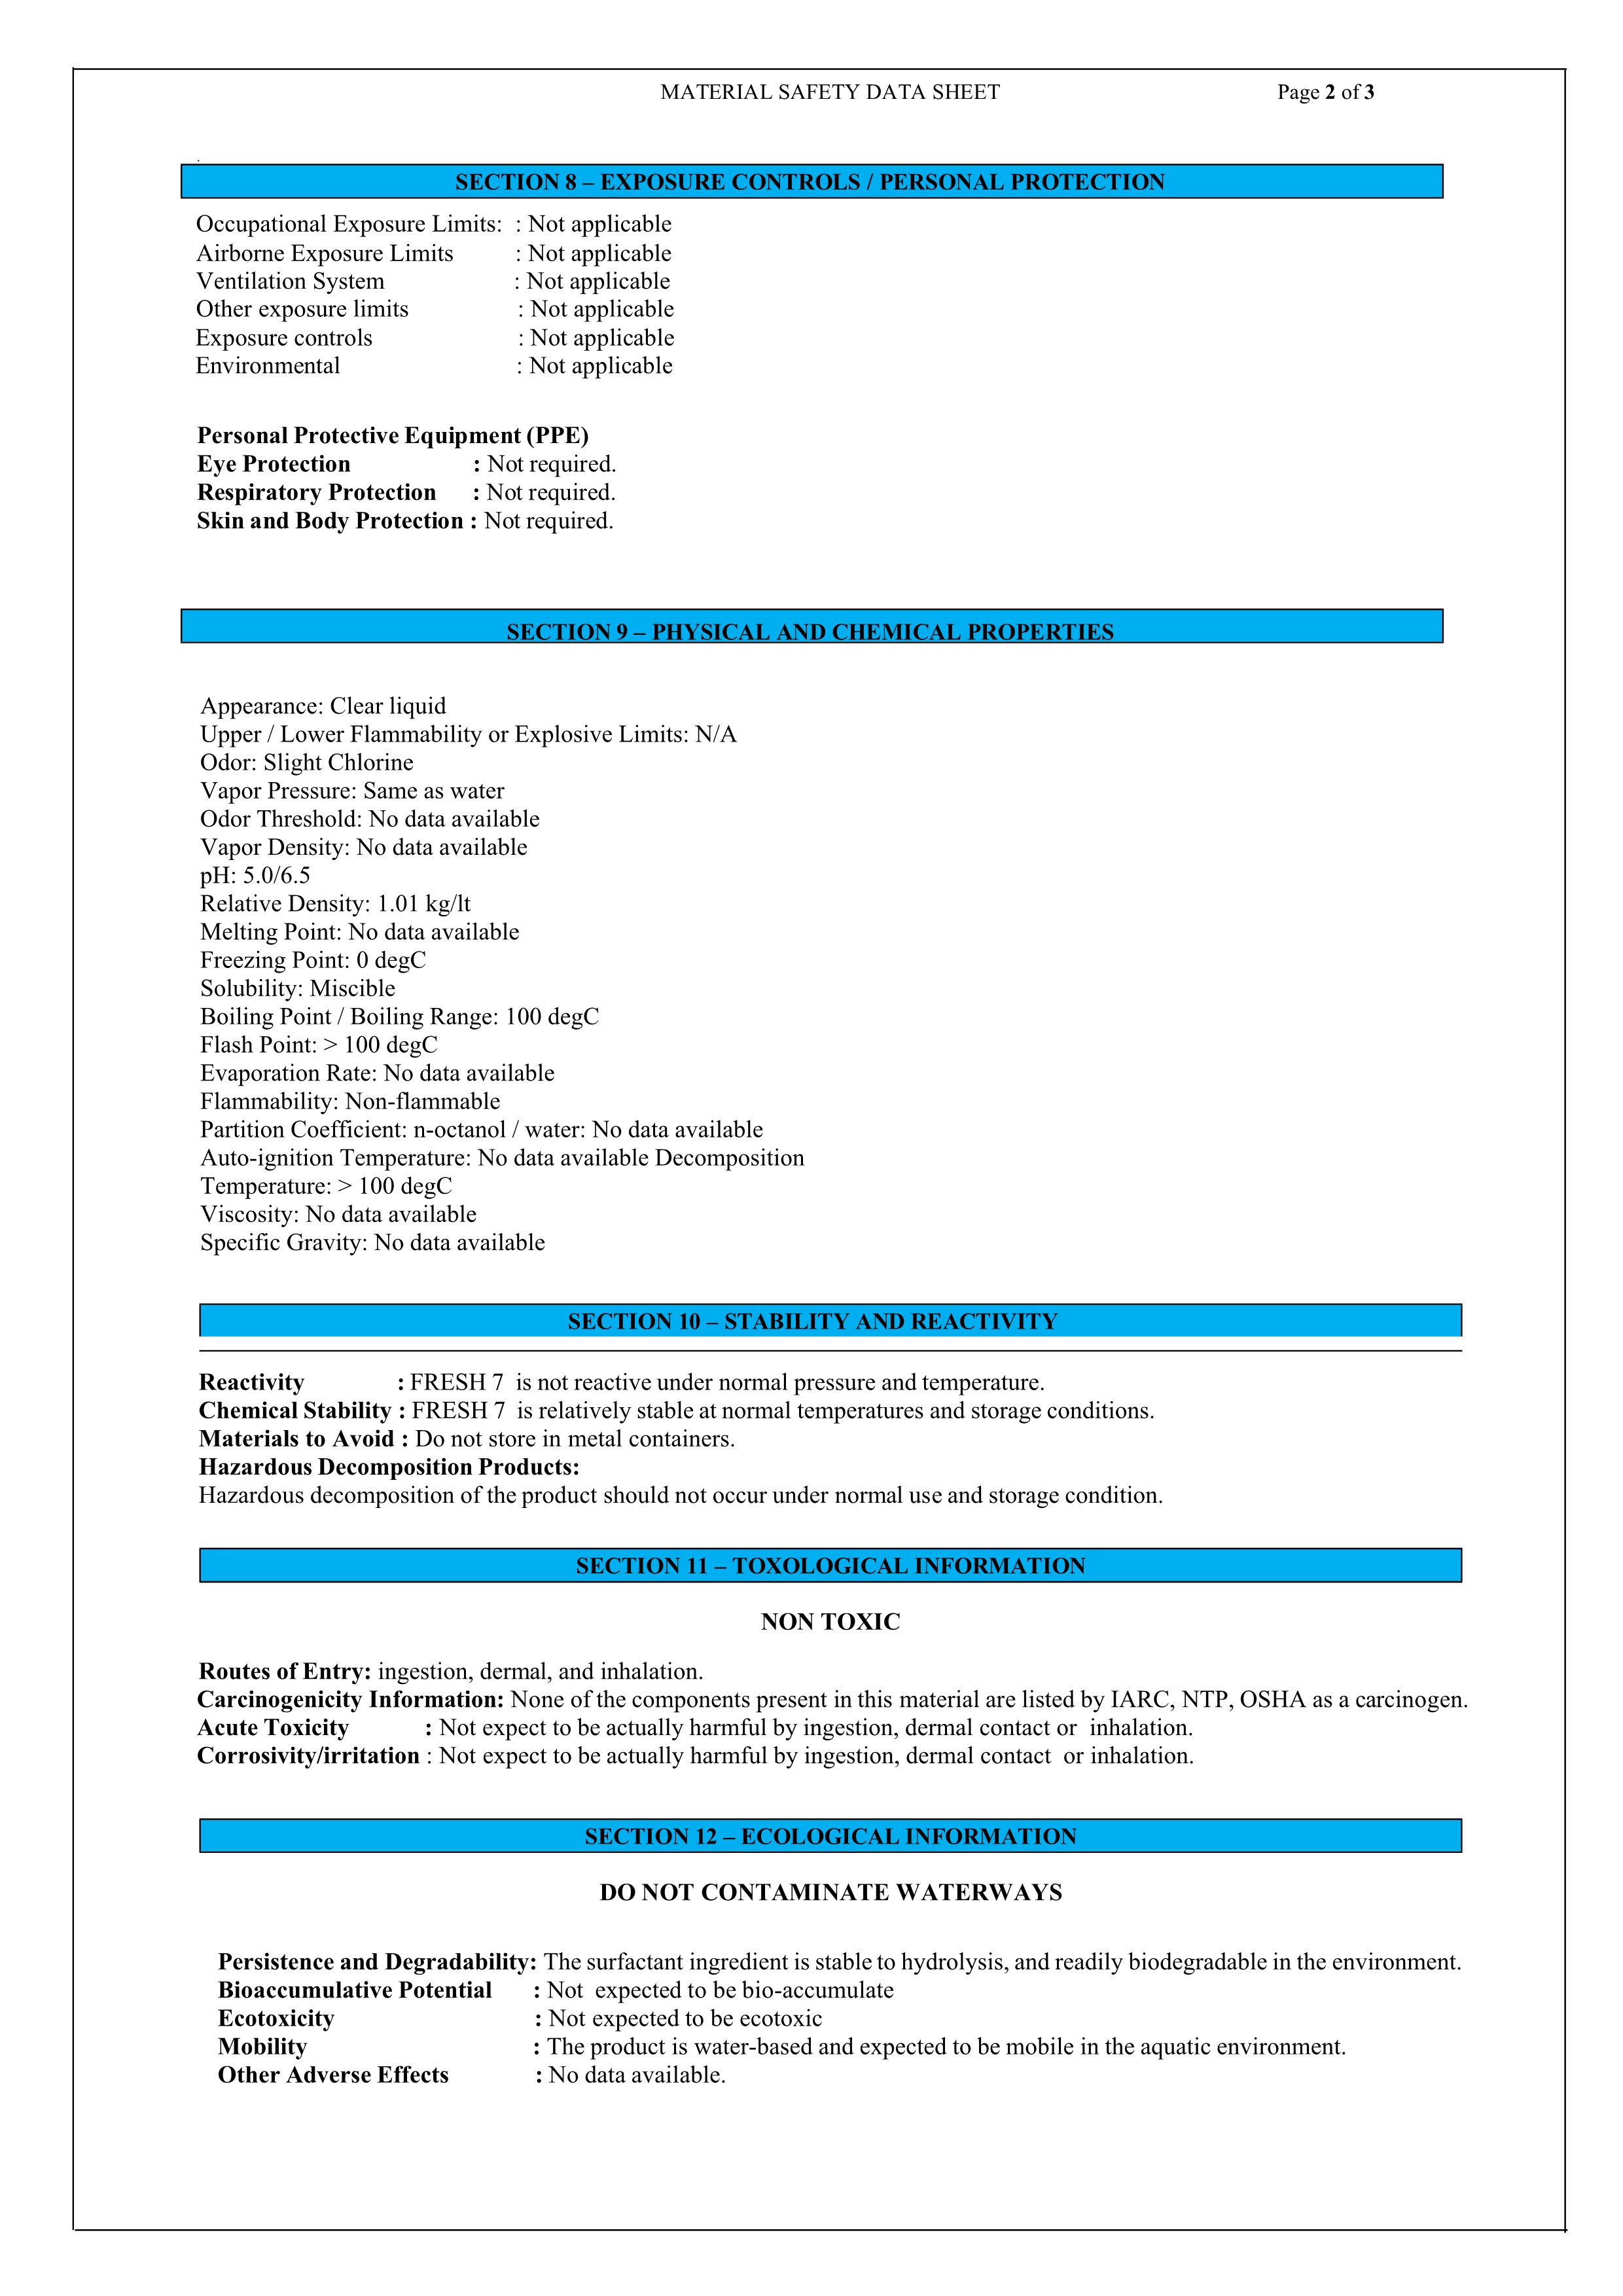 MATERIAL SAFETY DATA SHEET Page 2 of 3
.
SECTION 8 – EXPOSURE CONTROLS / PERSONAL PROTECTION
Occupational Exposure Limits: : Not applicable
Airborne Exposure Limits : Not applicable
Ventilation System : Not applicable
Other exposure limits : Not applicable
Exposure controls : Not applicable
Environmental : Not applicable
Personal Protective Equipment (PPE)
Eye Protection : Not required.
Respiratory Protection : Not required.
Skin and Body Protection : Not required.
SECTION 9 – PHYSICAL AND CHEMICAL PROPERTIES
Appearance: Clear liquid
Upper / Lower Flammability or Explosive Limits: N/A
Odor: Slight Chlorine
Vapor Pressure: Same as water
Odor Threshold: No data available
Vapor Density: No data available
pH: 5.0/6.5
Relative Density: 1.01 kg/lt
Melting Point: No data available
Freezing Point: 0 degC
Solubility: Miscible
Boiling Point / Boiling Range: 100 degC
Flash Point: > 100 degC
Evaporation Rate: No data available
Flammability: Non-flammable
Partition Coefficient: n-octanol / water: No data available
Auto-ignition Temperature: No data available Decomposition
Temperature: > 100 degC
Viscosity: No data available
Specific Gravity: No data available
SECTION 10 – STABILITY AND REACTIVITY
Reactivity : FRESH 7 is not reactive under normal pressure and temperature.
Chemical Stability : FRESH 7 is relatively stable at normal temperatures and storage conditions.
Materials to Avoid : Do not store in metal containers.
Hazardous Decomposition Products:
Hazardous decomposition of the product should not occur under normal use and storage condition.
SECTION 11 – TOXOLOGICAL INFORMATION
NON TOXIC
Routes of Entry: ingestion, dermal, and inhalation.
Carcinogenicity Information: None of the components present in this material are listed by IARC, NTP, OSHA as a carcinogen.
Acute Toxicity : Not expect to be actually harmful by ingestion, dermal contact or inhalation.
Corrosivity/irritation : Not expect to be actually harmful by ingestion, dermal contact or inhalation.
SECTION 12 – ECOLOGICAL INFORMATION
DO NOT CONTAMINATE WATERWAYS
Persistence and Degradability: The surfactant ingredient is stable to hydrolysis, and readily biodegradable in the environment.
Bioaccumulative Potential : Not expected to be bio-accumulate
Ecotoxicity : Not expected to be ecotoxic
Mobility : The product is water-based and expected to be mobile in the aquatic environment.
Other Adverse Effects : No data available.